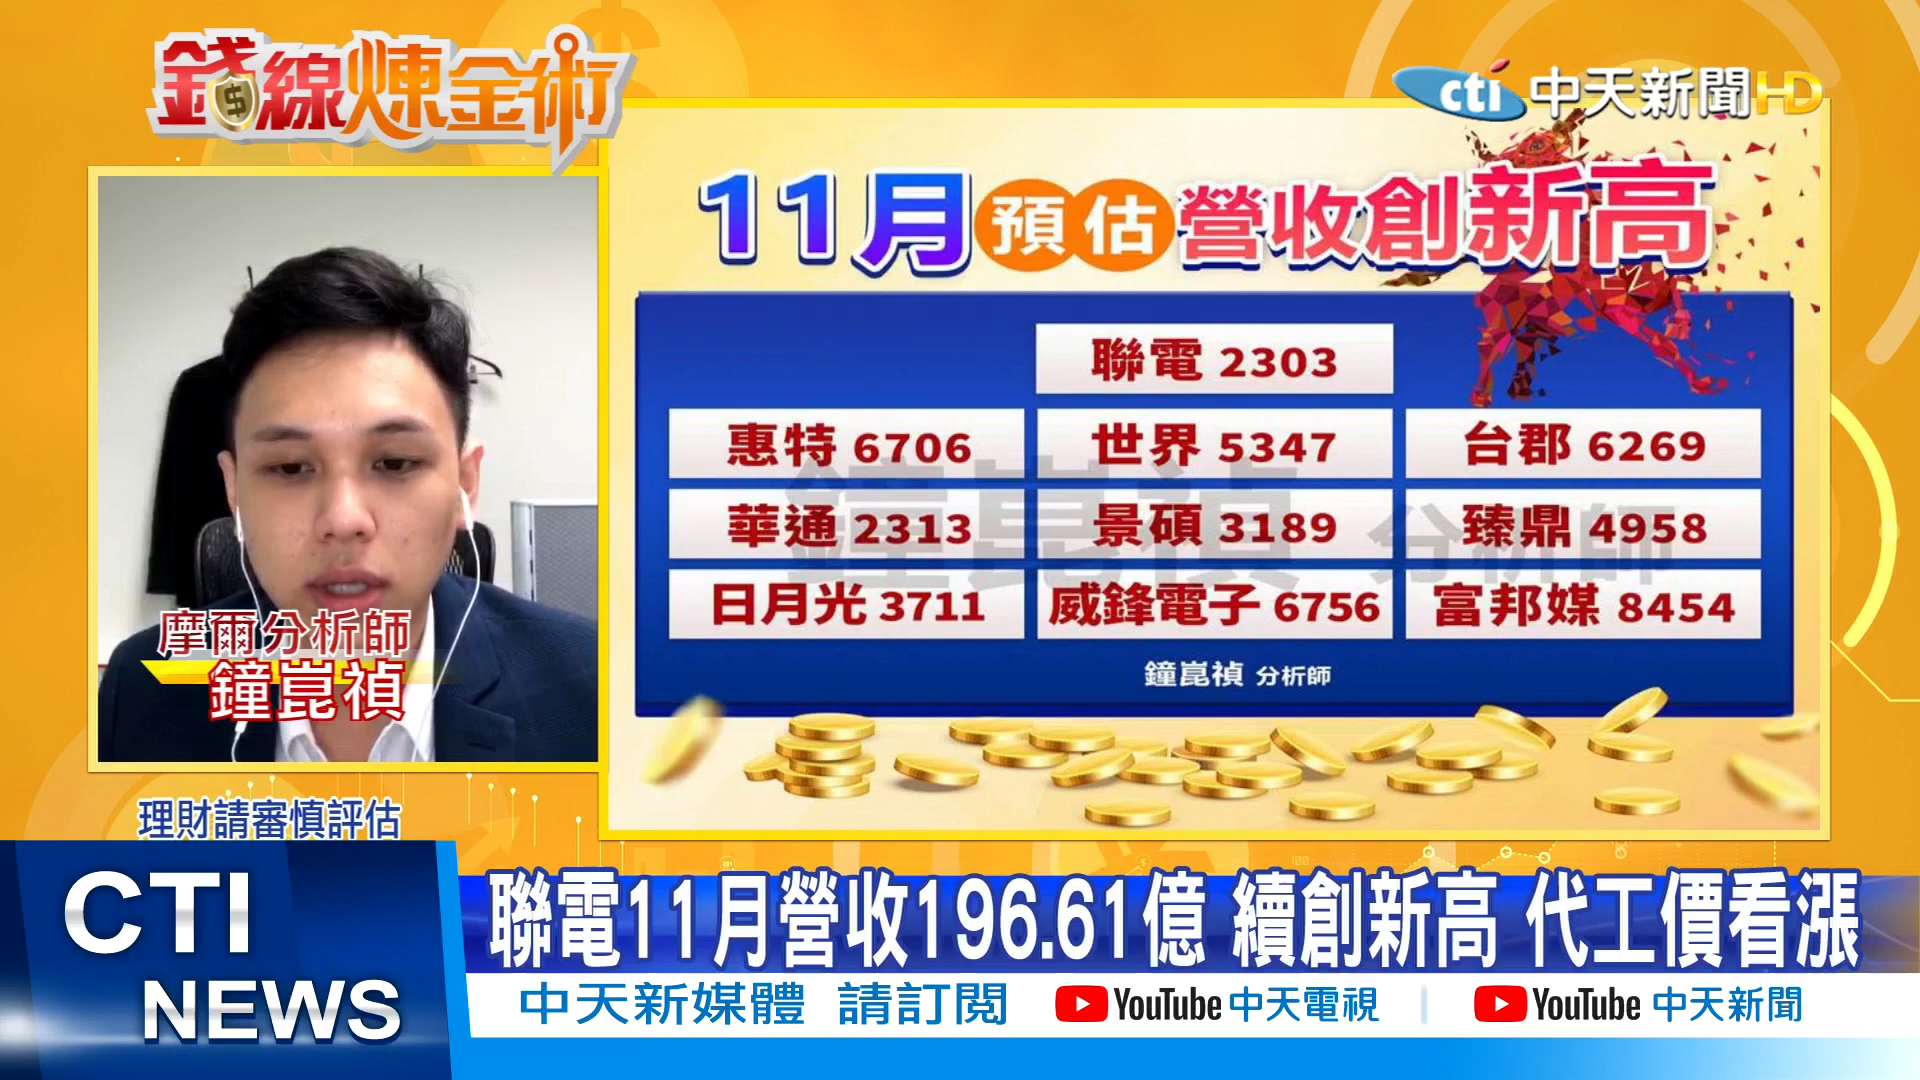 錢線煉金術
cti 中天新聞HD
11月預估營收創新高
聯電 2303
惠特 6706
世界 5347
台郡 6269
華通 2313
景碩 3189
臻鼎 4958
日月光 3711
威鋒電子 6756
富邦媒 8454
鐘崑禎 分析師
鐘崑禎 分析師
摩爾分析師
鐘崑禎
理財請審慎評估
CTI
NEWS
聯電11月營收196.61億 續創新高 代工價看漲
中天新媒體 請訂閱 YouTube 中天電視 | YouTube 中天新聞